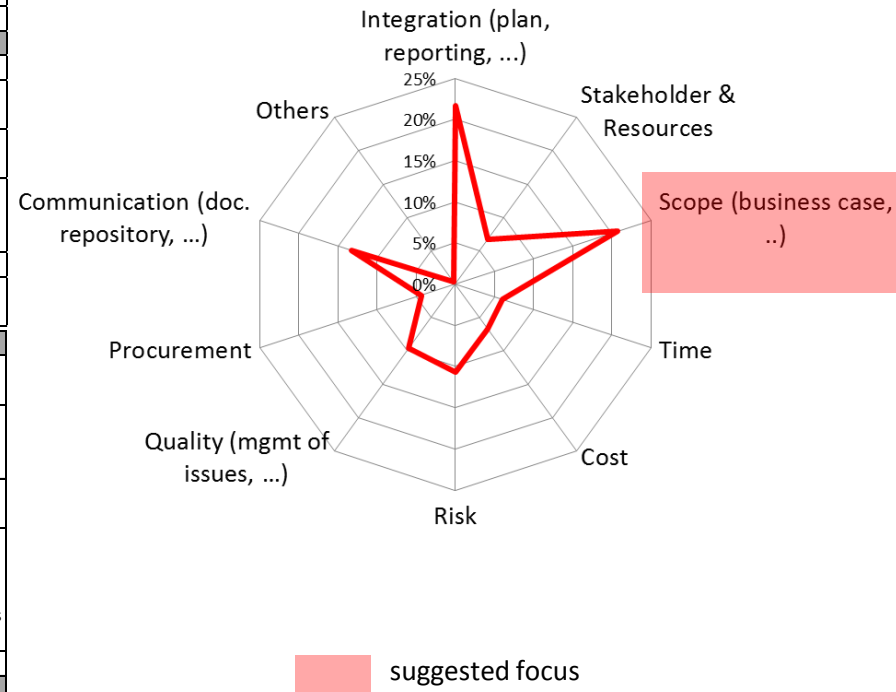 Integration (plan,
reporting, ...)
25%
20%
15%
10%
5%
0%
Stakeholder &
Resources
Scope (business case,
..)
Time
Cost
Risk
Quality (mgmt of
issues, ...)
Procurement
Communication (doc.
repository, ...)
Others
suggested focus